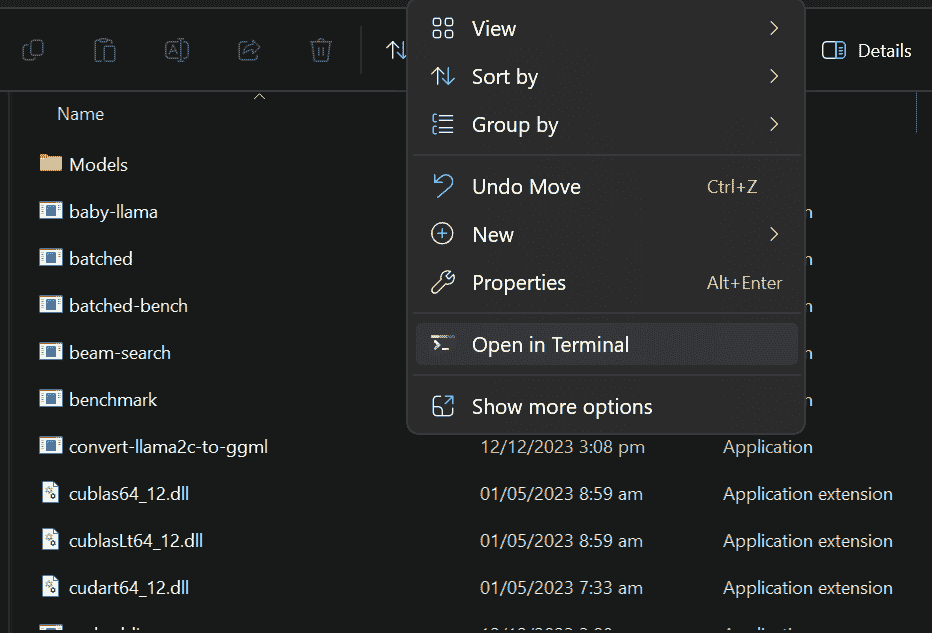 View
Details
Sort by
Name
Group by
Models
Undo Move Ctrl+Z
baby-llama
New
batched
Properties Alt+Enter
batched-bench
Open in Terminal
beam-search
benchmark
Show more options
convert-llama2c-to-ggml 12/12/2023 3:08 pm Application
cublas64_12.dll 01/05/2023 8:59 am Application extension
cublasLt64_12.dll 01/05/2023 8:59 am Application extension
cudart64_12.dll 01/05/2023 7:33 am Application extension